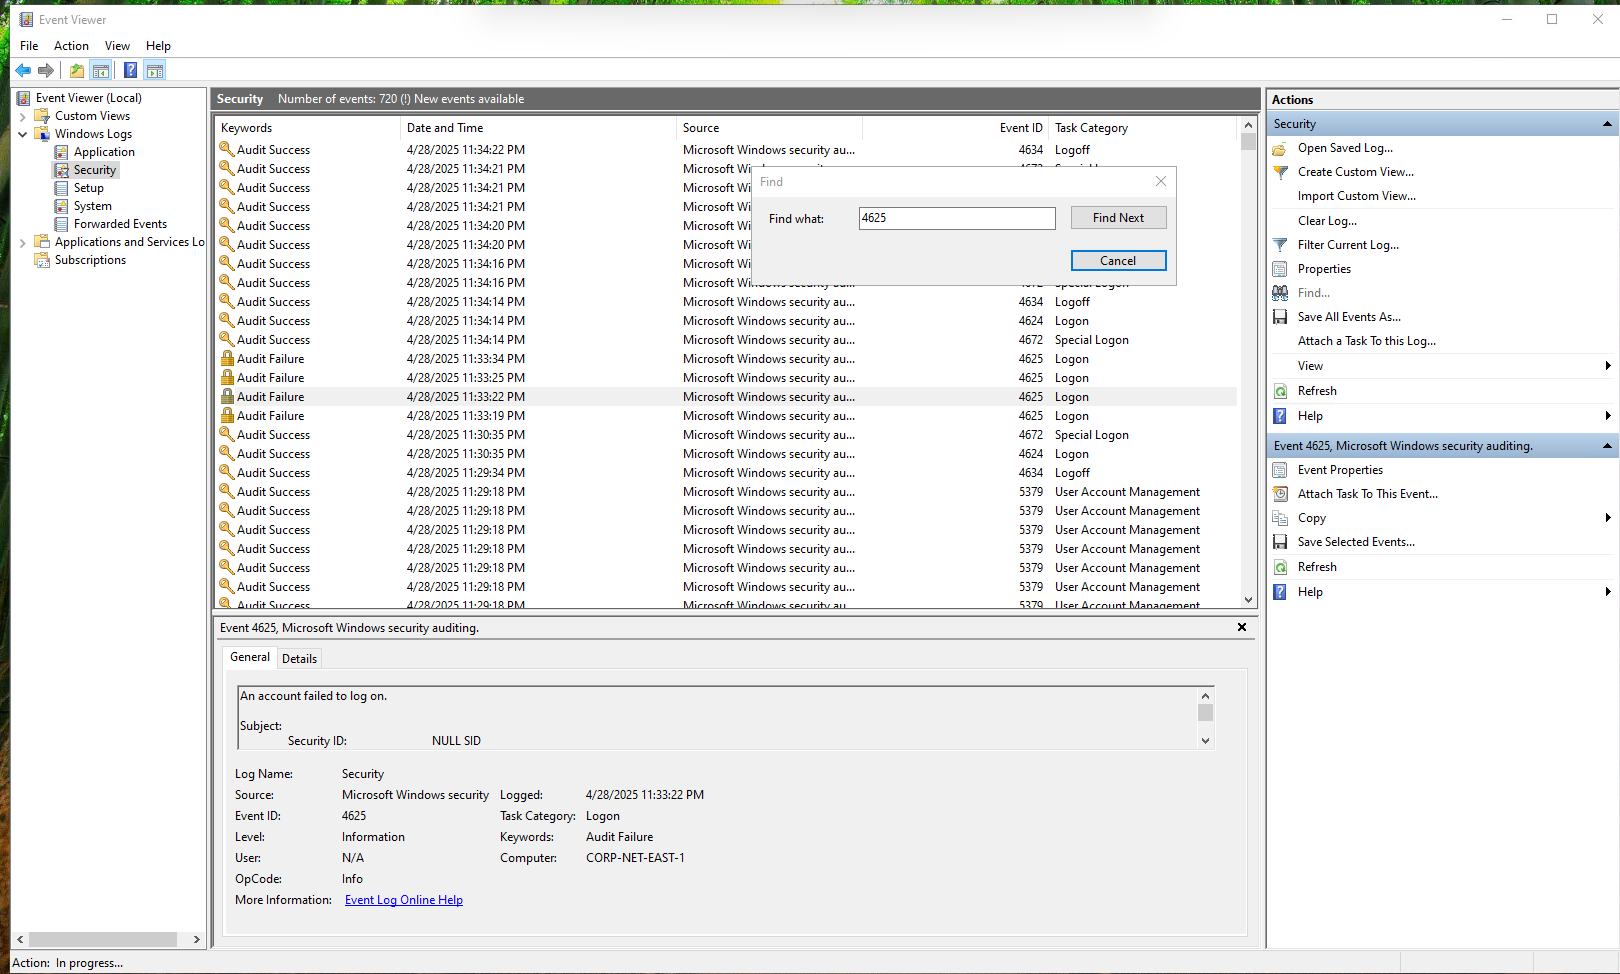 Event Viewer
File Action View Help
Event Viewer (Local)
Custom Views
Windows Logs
Application
Security
Setup
System
Forwarded Events
Applications and Services Lo
Subscriptions
Security Number of events: 720 (!) New events available
Keywords Date and Time Source Event ID Task Category
Audit Success 4/28/2025 11:34:22 PM Microsoft Windows security au... 4634 Logoff
Audit Success 4/28/2025 11:34:21 PM Microsoft Wi
Audit Success 4/28/2025 11:34:21 PM Microsoft Wi
Audit Success 4/28/2025 11:34:21 PM Microsoft Wi
Audit Success 4/28/2025 11:34:20 PM Microsoft Wi
Audit Success 4/28/2025 11:34:20 PM Microsoft Wi
Audit Success 4/28/2025 11:34:16 PM Microsoft Wi
Audit Success 4/28/2025 11:34:16 PM Microsoft Windows security au... 4672 Special Logon
Audit Success 4/28/2025 11:34:14 PM Microsoft Windows security au... 4634 Logoff
Audit Success 4/28/2025 11:34:14 PM Microsoft Windows security au... 4624 Logon
Audit Success 4/28/2025 11:34:14 PM Microsoft Windows security au... 4672 Special Logon
Audit Failure 4/28/2025 11:33:34 PM Microsoft Windows security au... 4625 Logon
Audit Failure 4/28/2025 11:33:25 PM Microsoft Windows security au... 4625 Logon
Audit Failure 4/28/2025 11:33:22 PM Microsoft Windows security au... 4625 Logon
Audit Failure 4/28/2025 11:33:19 PM Microsoft Windows security au... 4625 Logon
Audit Success 4/28/2025 11:30:35 PM Microsoft Windows security au... 4672 Special Logon
Audit Success 4/28/2025 11:30:35 PM Microsoft Windows security au... 4624 Logon
Audit Success 4/28/2025 11:29:34 PM Microsoft Windows security au... 4634 Logoff
Audit Success 4/28/2025 11:29:18 PM Microsoft Windows security au... 5379 User Account Management
Audit Success 4/28/2025 11:29:18 PM Microsoft Windows security au... 5379 User Account Management
Audit Success 4/28/2025 11:29:18 PM Microsoft Windows security au... 5379 User Account Management
Audit Success 4/28/2025 11:29:18 PM Microsoft Windows security au... 5379 User Account Management
Audit Success 4/28/2025 11:29:18 PM Microsoft Windows security au... 5379 User Account Management
Audit Success 4/28/2025 11:29:18 PM Microsoft Windows security au... 5379 User Account Management
Audit Success 4/28/2025 11:29:18 PM Microsoft Windows security au... 5379 User Account Management
Find
Find what: 4625 Find Next
Cancel
Event 4625, Microsoft Windows security auditing.
General Details
An account failed to log on.
Subject:
Security ID: NULL SID
Log Name: Security
Source: Microsoft Windows security Logged: 4/28/2025 11:33:22 PM
Event ID: 4625 Task Category: Logon
Level: Information Keywords: Audit Failure
User: N/A Computer: CORP-NET-EAST-1
OpCode: Info
More Information: Event Log Online Help
Actions
Security
Open Saved Log...
Create Custom View...
Import Custom View...
Clear Log...
Filter Current Log...
Properties
Find...
Save All Events As...
Attach a Task To this Log...
View
Refresh
Help
Event 4625, Microsoft Windows security auditing.
Event Properties
Attach Task To This Event...
Copy
Save Selected Events...
Refresh
Help
Action: In progress...